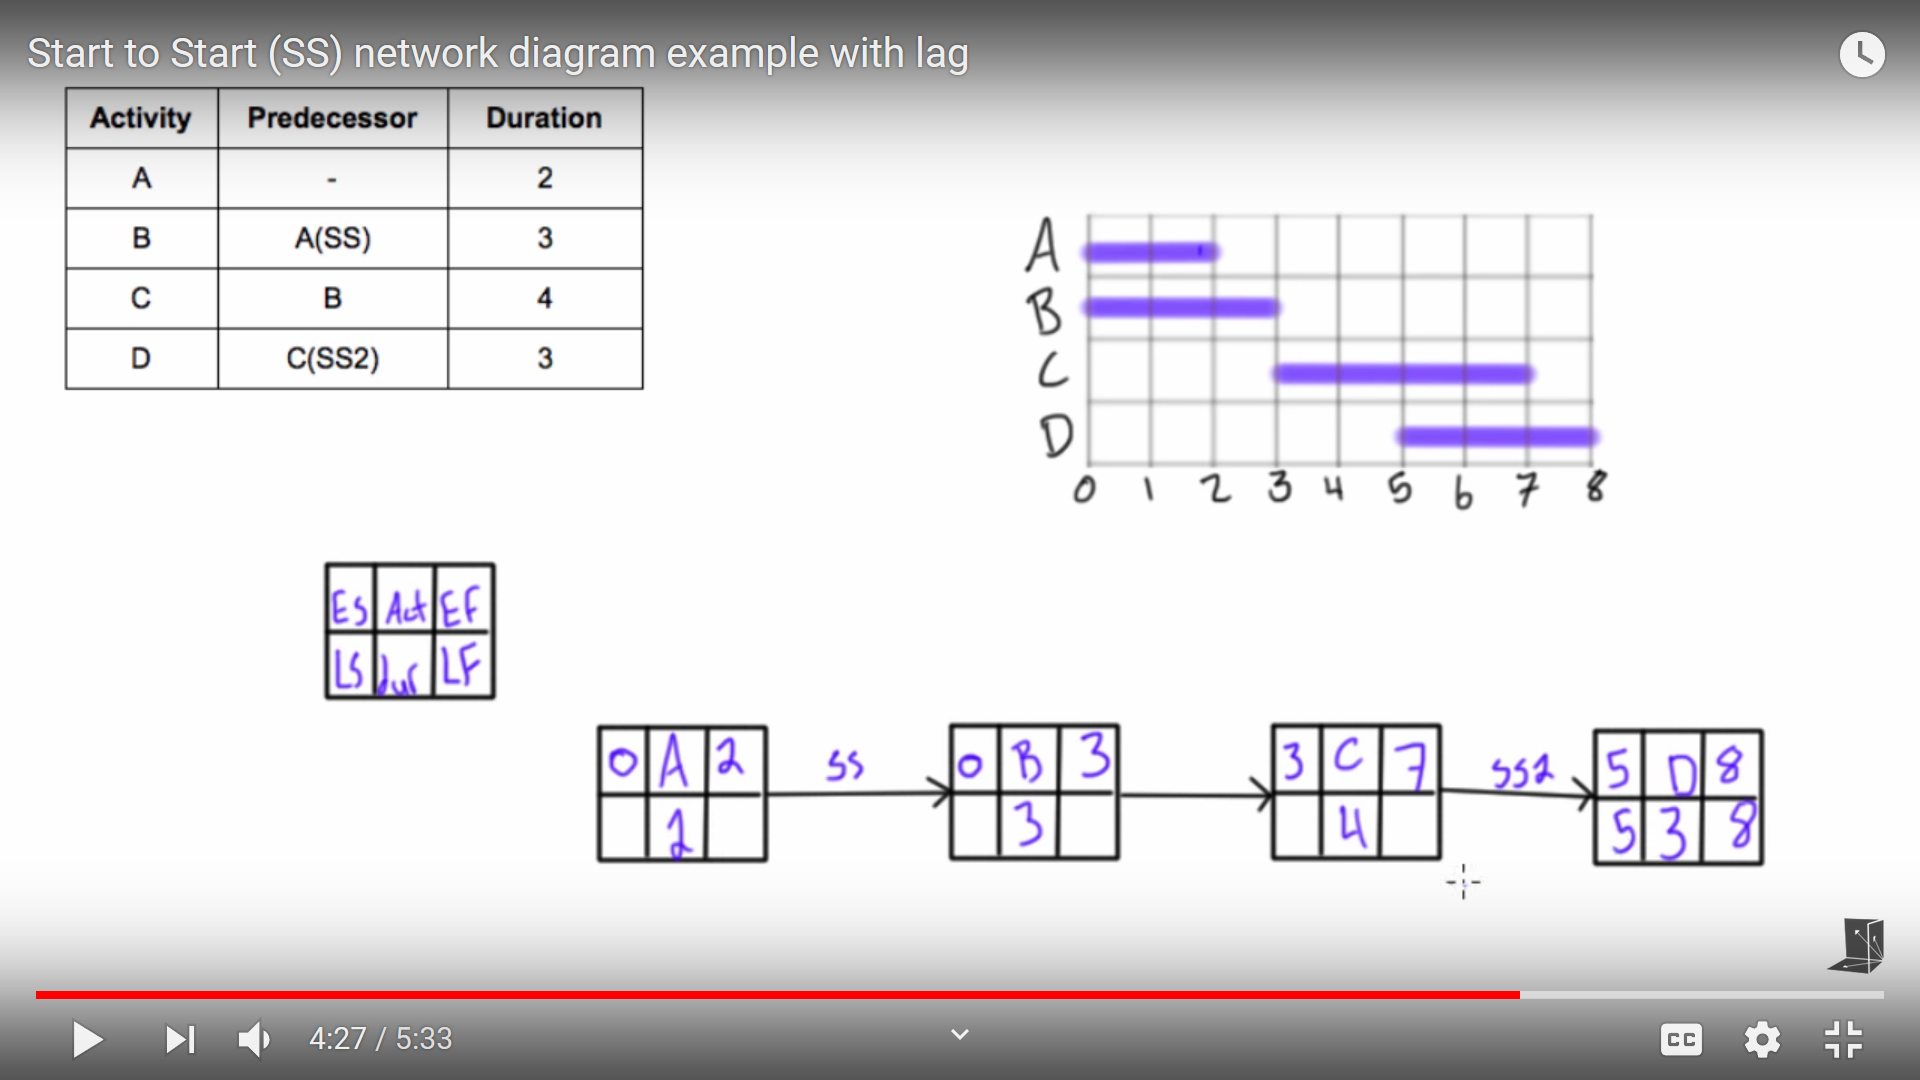 Start to Start (SS) network diagram example with lag
Activity Predecessor Duration
A - 2
B A(SS) 3
C B 4
D C(SS2) 3
A
B
C
D
0 1 2 3 4 5 6 7 8
ES Act EF
LS Dur LF
0 A 2
2
SS
0 B 3
3
3 C 7
4
SS2
5 D 8
5 3 8
4:27 / 5:33
CC